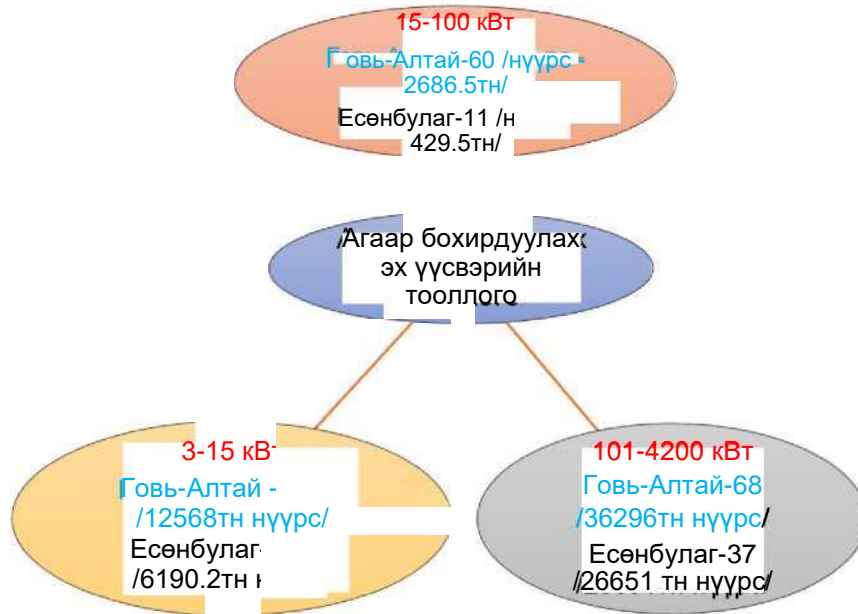 15-100 кВт
Говь-Алтай-60 /нүүрс -
2686.5тн/
Есөнбулаг-11 /н
429.5тн/
Агаар бохирдуулах
эх үүсвэрийн
тооллого
3-15 кВт
Говь-Алтай -
/12568тн нүүрс/
Есөнбулаг-
/6190.2тн н
101-4200 кВт
Говь-Алтай-68
/36296тн нүүрс/
Есөнбулаг-37
/26651 тн нүүрс/